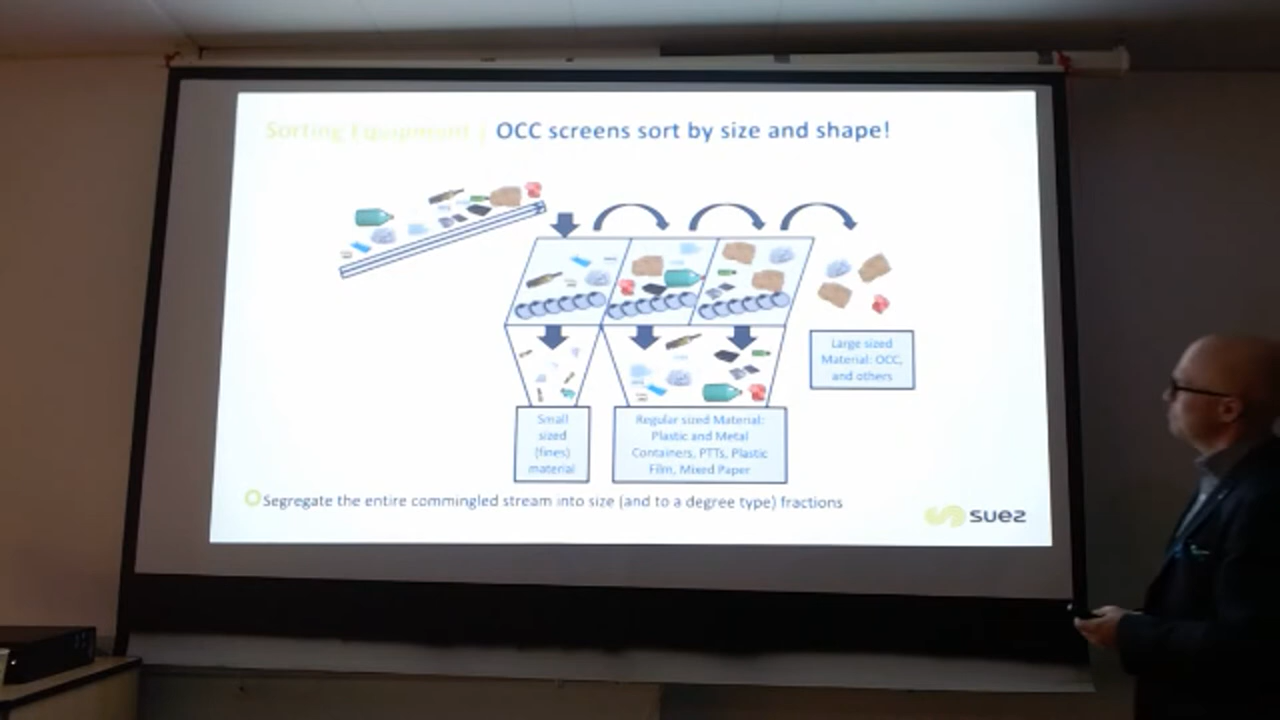 Sorting Equipment | OCC screens sort by size and shape!
Large sized
Material: OCC,
and others
Small
sized
(fines)
material
Regular sized Material:
Plastic and Metal
Containers, PTTs, Plastic
Film, Mixed Paper
Segregate the entire commingled stream into size (and to a degree type) fractions
suez